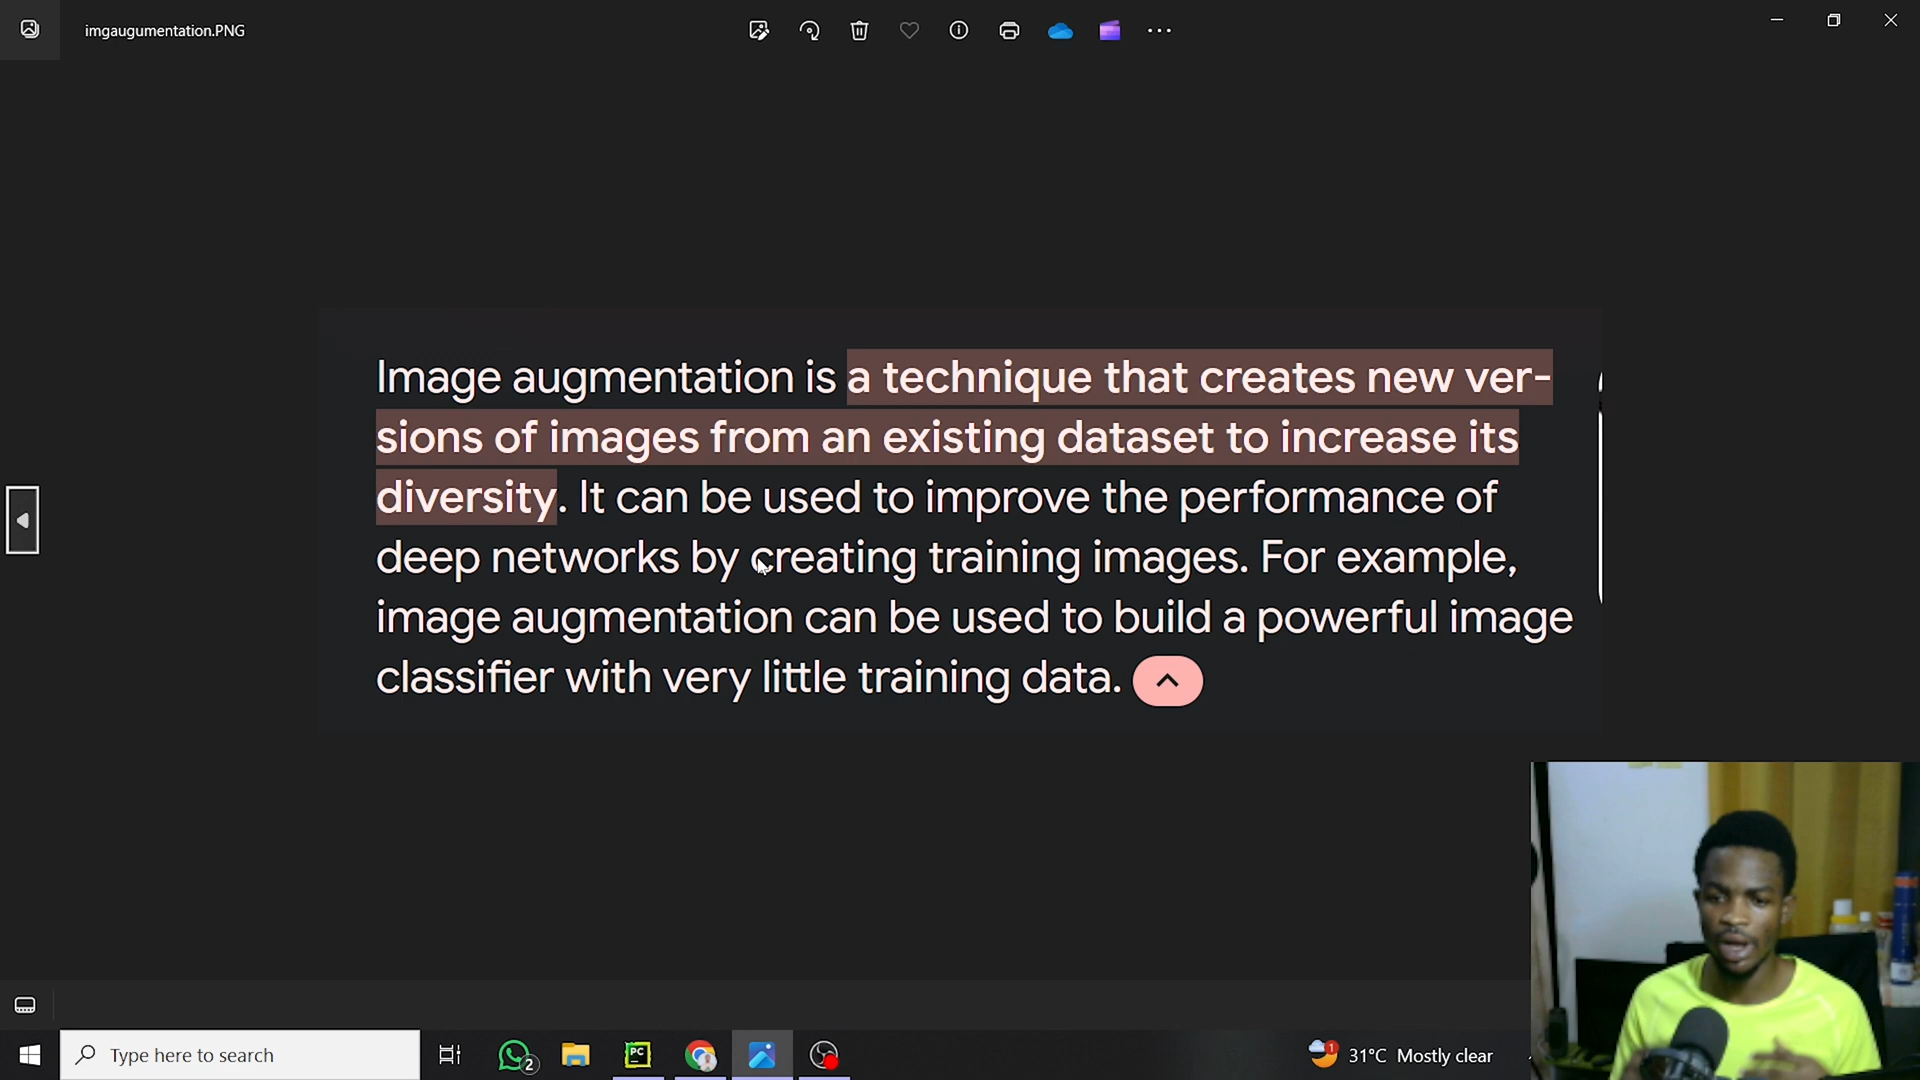 imgaugumentation.PNG
Image augmentation is a technique that creates new ver-
sions of images from an existing dataset to increase its
diversity. It can be used to improve the performance of
deep networks by creating training images. For example,
image augmentation can be used to build a powerful image
classifier with very little training data.
Type here to search
PC
2
1
31°C Mostly clear